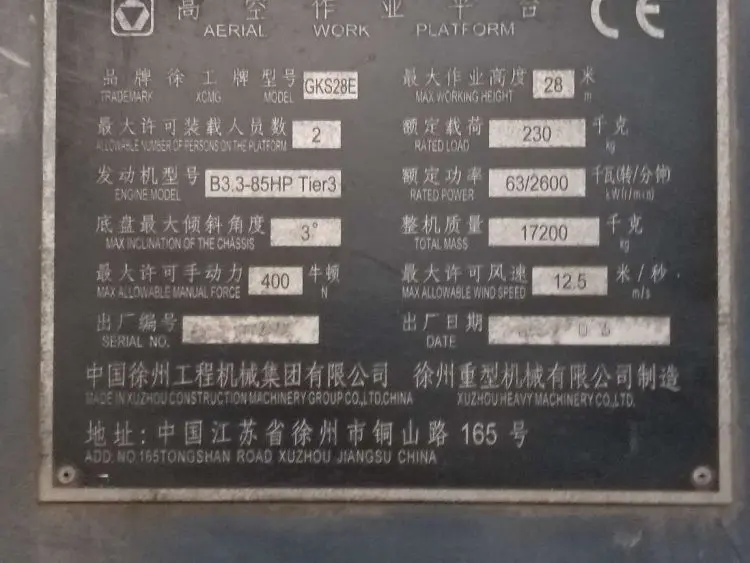 高空作业平台 CE
AERIAL WORK PLATFORM
品牌 徐工牌 型号 GKS28E 最大作业高度 28 米
TRADEMARK XCMG MODEL MAX WORKING HEIGHT m
最大许可装载人员数 2 额定载荷 230 千克
ALLOWABLE NUMBER OF PERSONS ON THE PLATFORM RATED LOAD kg
发动机型号 B3.3-85HP Tier3 额定功率 63/2600 千瓦(转/分钟)
ENGINE MODEL RATED POWER kW(r/min)
底盘最大倾斜角度 3° 整机质量 17200 千克
MAX INCLINATION OF THE CHASSIS TOTAL MASS kg
最大许可手动力 400 牛顿 最大许可风速 12.5 米/秒
MAX ALLOWABLE MANUAL FORCE N MAX ALLOWABLE WIND SPEED m/s
出厂编号 出厂日期
SERIAL NO. DATE
中国徐州工程机械集团有限公司 徐州重型机械有限公司制造
MADE IN XUZHOU CONSTRUCTION MACHINERY GROUP CO.,LTD.CHINA XUZHOU HEAVY MACHINERY CO.,LTD.
地址:中国江苏省徐州市铜山路 165 号
ADD. NO.165TONGSHAN ROAD XUZHOU JIANGSU CHINA